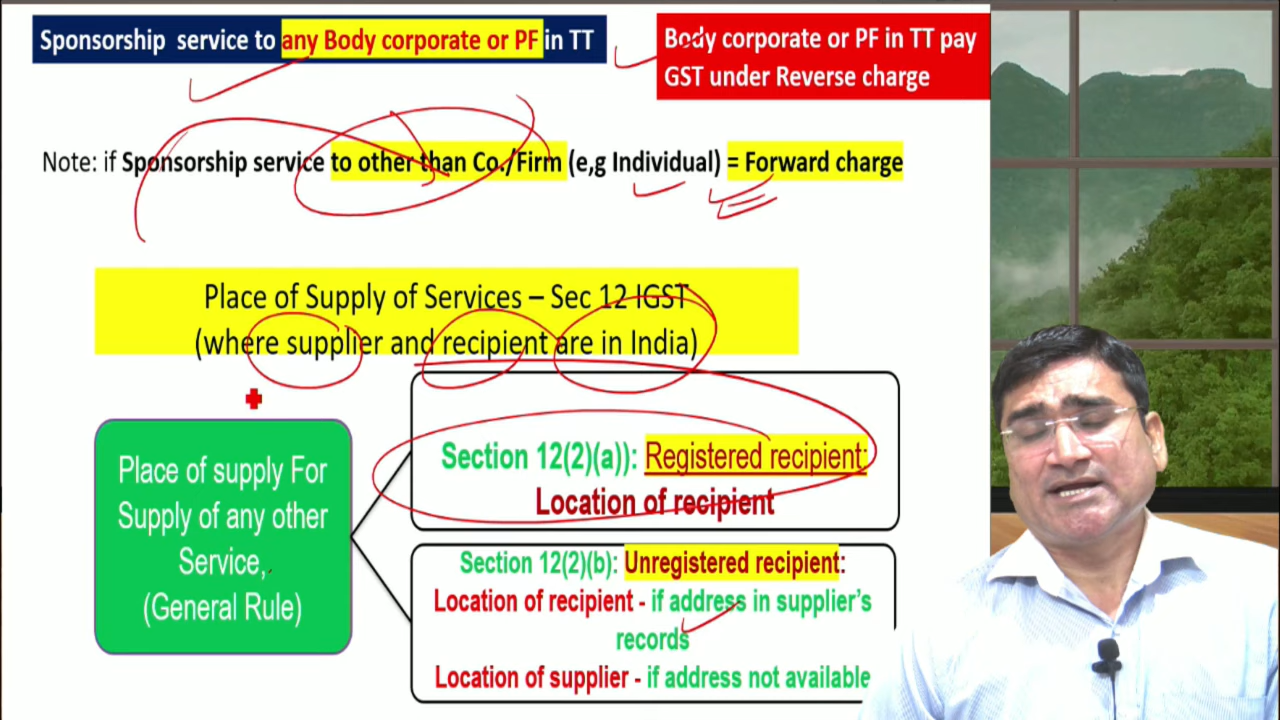 Sponsorship service to any Body corporate or PF in TT
Body corporate or PF in TT pay
GST under Reverse charge
Note: if Sponsorship service to other than Co./Firm (e,g Individual) = Forward charge
Place of Supply of Services – Sec 12 IGST
(where supplier and recipient are in India)
Place of supply For
Supply of any other
Service,
(General Rule)
Section 12(2)(a)): Registered recipient:
Location of recipient
Section 12(2)(b): Unregistered recipient:
Location of recipient - if address in supplier’s
records
Location of supplier - if address not available